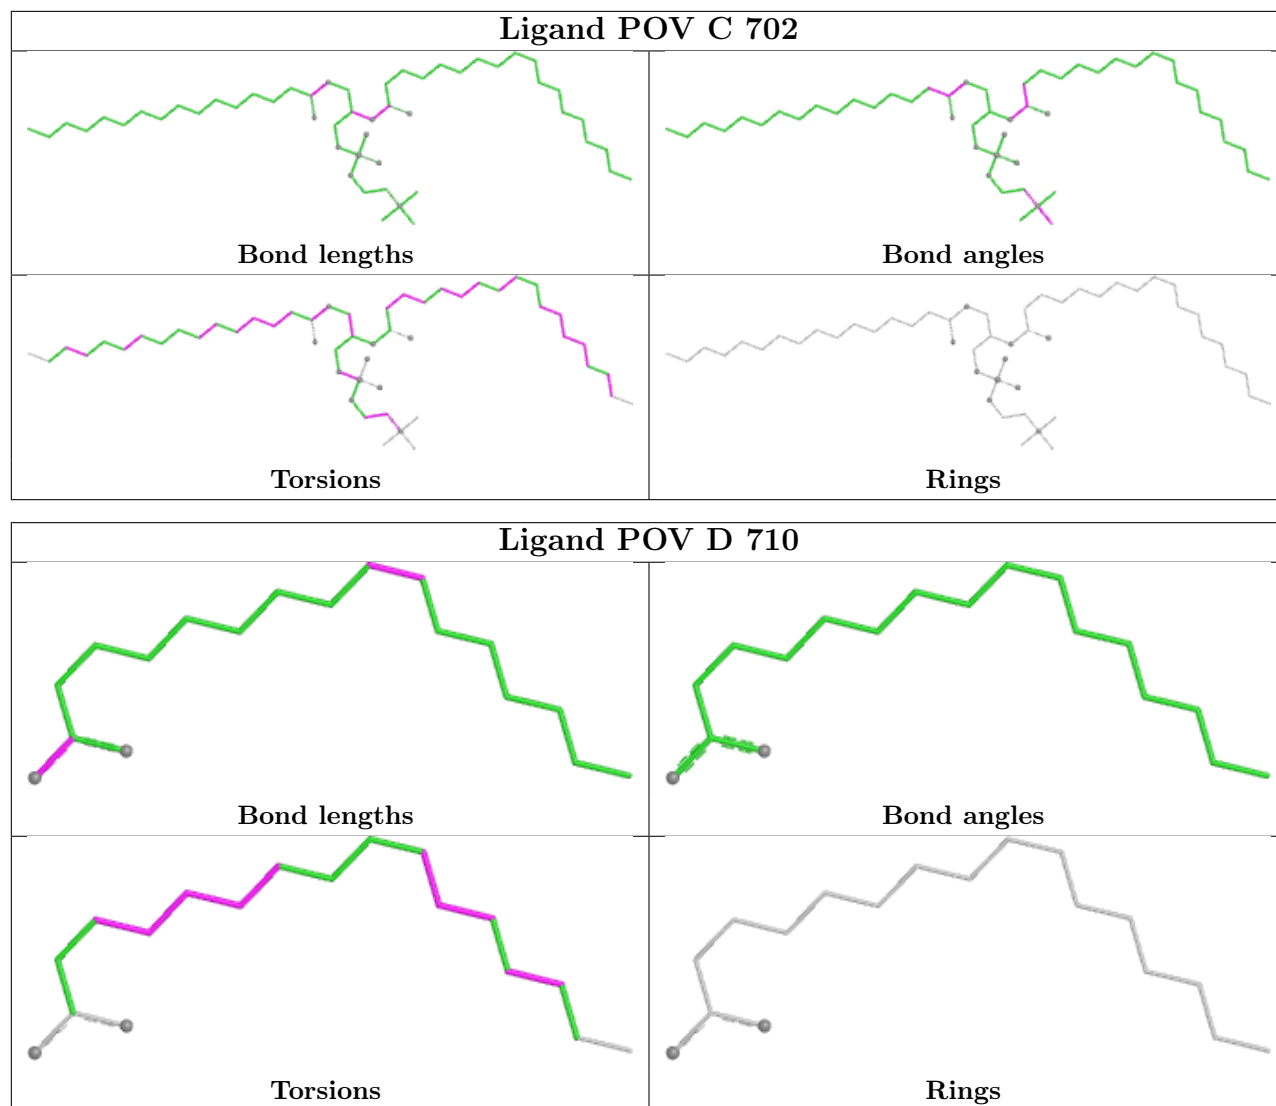 Ligand POV C 702
Bond lengths
Bond angles
Torsions
Rings
Ligand POV D 710
Bond lengths
Bond angles
Torsions
Rings